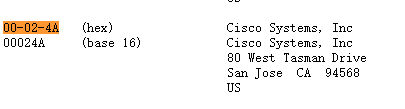 00-02-4A   (hex)		Cisco Systems, Inc
00024A     (base 16)		Cisco Systems, Inc
				80 West Tasman Drive
				San Jose  CA  94568
				US